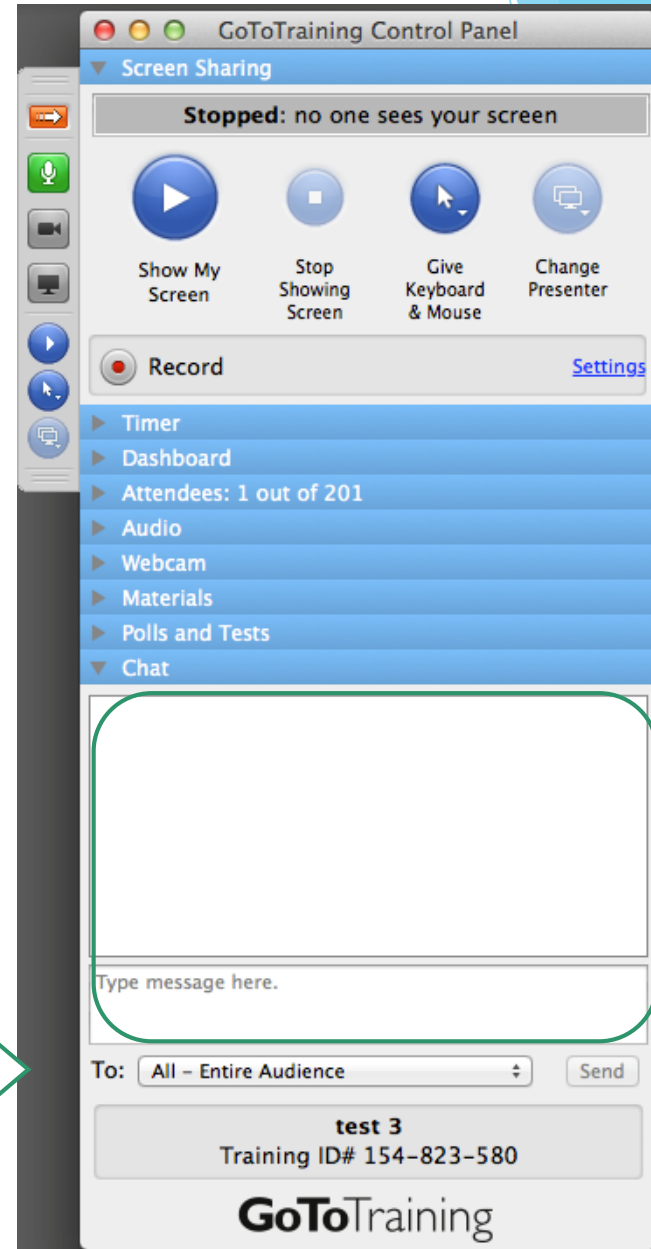 GoToTraining Control Panel
Screen Sharing
Stopped: no one sees your screen
Show My
Screen
Stop
Showing
Screen
Give
Keyboard
& Mouse
Change
Presenter
Record
Settings
Timer
Dashboard
Attendees: 1 out of 201
Audio
Webcam
Materials
Polls and Tests
Chat
Type message here.
To:
All – Entire Audience
Send
test 3
Training ID# 154-823-580
GoToTraining